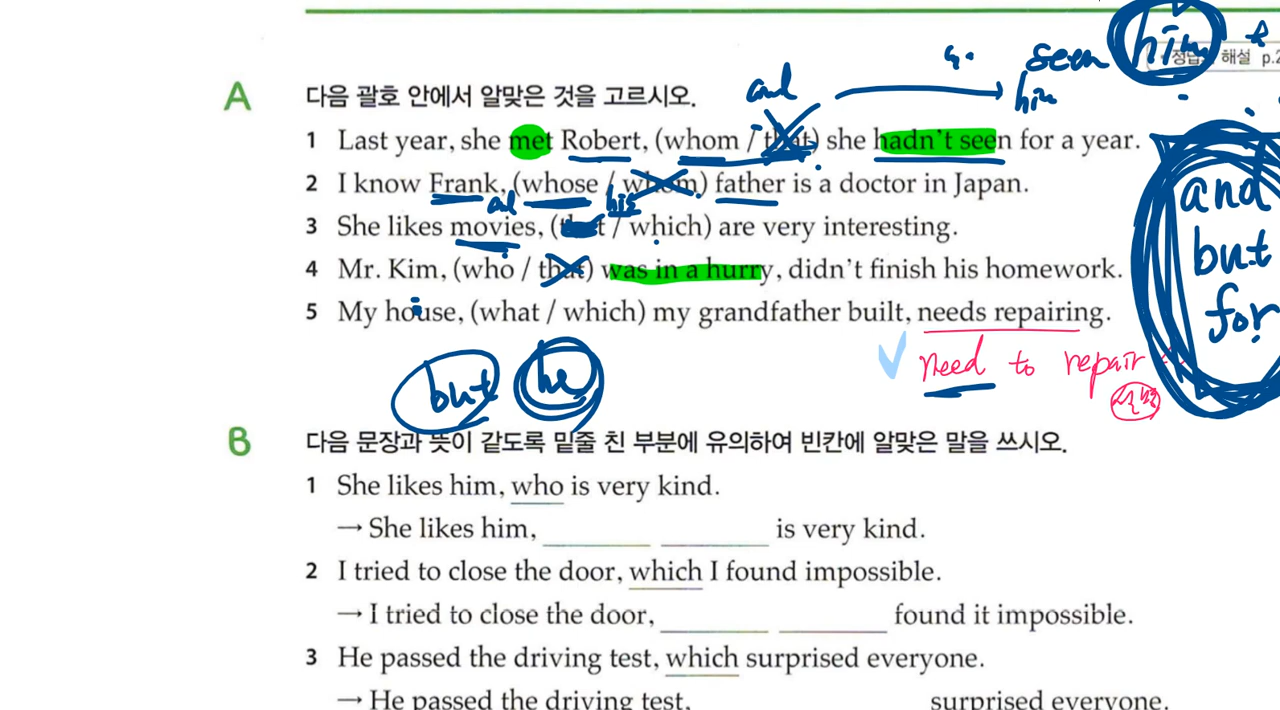 seen him
정답 해설 p.2
and
him
A 다음 괄호 안에서 알맞은 것을 고르시오.
1 Last year, she met Robert, (whom / that) she hadn't seen for a year.
2 I know Frank, (whose / whom) father is a doctor in Japan.
his
3 She likes movies, (that / which) are very interesting.
4 Mr. Kim, (who / that) was in a hurry, didn't finish his homework.
5 My house, (what / which) my grandfather built, needs repairing.
and
but
for
need to repair
but he
B 다음 문장과 뜻이 같도록 밑줄 친 부분에 유의하여 빈칸에 알맞은 말을 쓰시오.
1 She likes him, who is very kind.
→ She likes him, ________ ________ is very kind.
2 I tried to close the door, which I found impossible.
→ I tried to close the door, ________ ________ found it impossible.
3 He passed the driving test, which surprised everyone.
→ He passed the driving test, surprised everyone.